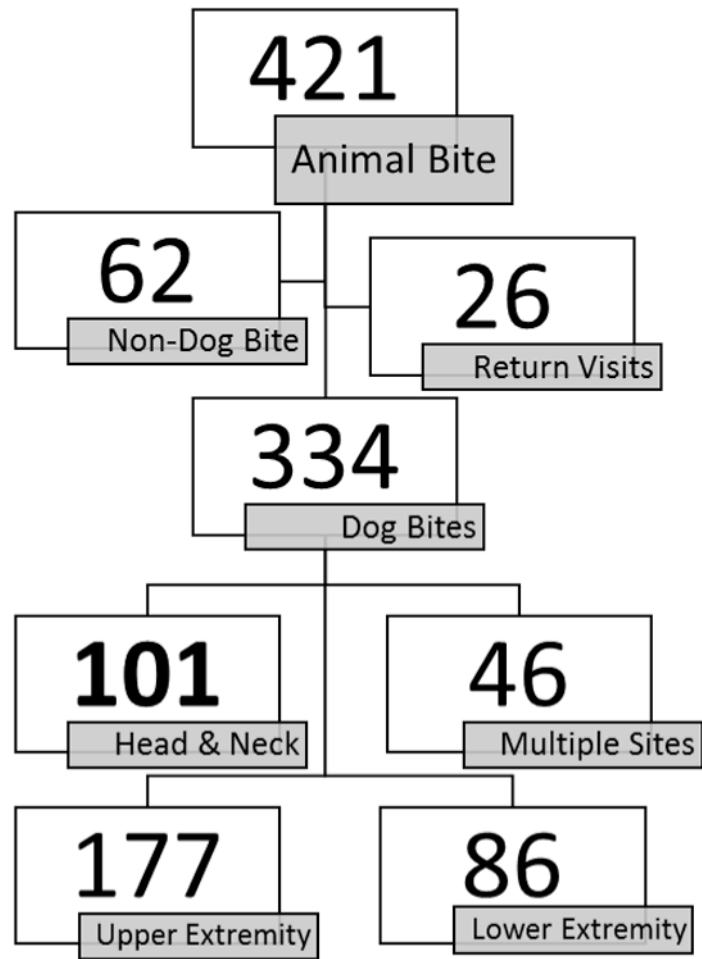 421
Animal Bite
62
Non-Dog Bite
26
Return Visits
334
Dog Bites
101
Head & Neck
46
Multiple Sites
177
Upper Extremity
86
Lower Extremity